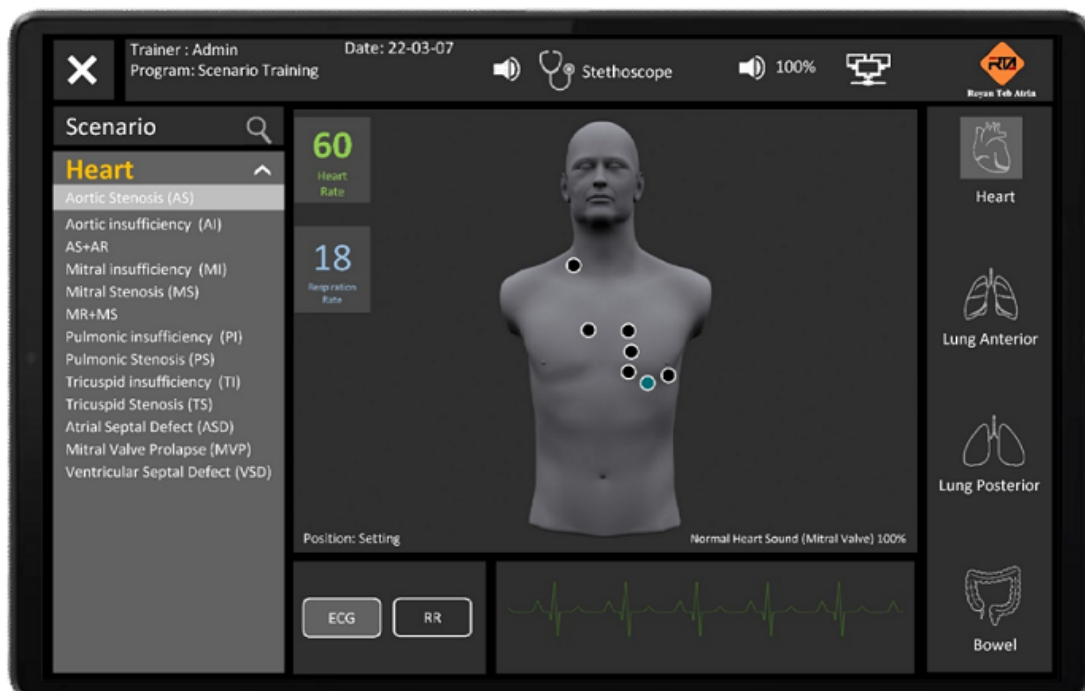 Trainer : Admin
Date: 22-03-07
Program: Scenario Training
Stethoscope
100%
RTA
Royan Teb Atria
Scenario
Heart
Aortic Stenosis (AS)
Aortic insufficiency (AI)
AS+AR
Mitral insufficiency (MI)
Mitral Stenosis (MS)
MR+MS
Pulmonic insufficiency (PI)
Pulmonic Stenosis (PS)
Tricuspid insufficiency (TI)
Tricuspid Stenosis (TS)
Atrial Septal Defect (ASD)
Mitral Valve Prolapse (MVP)
Ventricular Septal Defect (VSD)
60
Heart
Rate
18
Respiration
Rate
Position: Setting
Normal Heart Sound (Mitral Valve) 100%
ECG
RR
Heart
Lung Anterior
Lung Posterior
Bowel